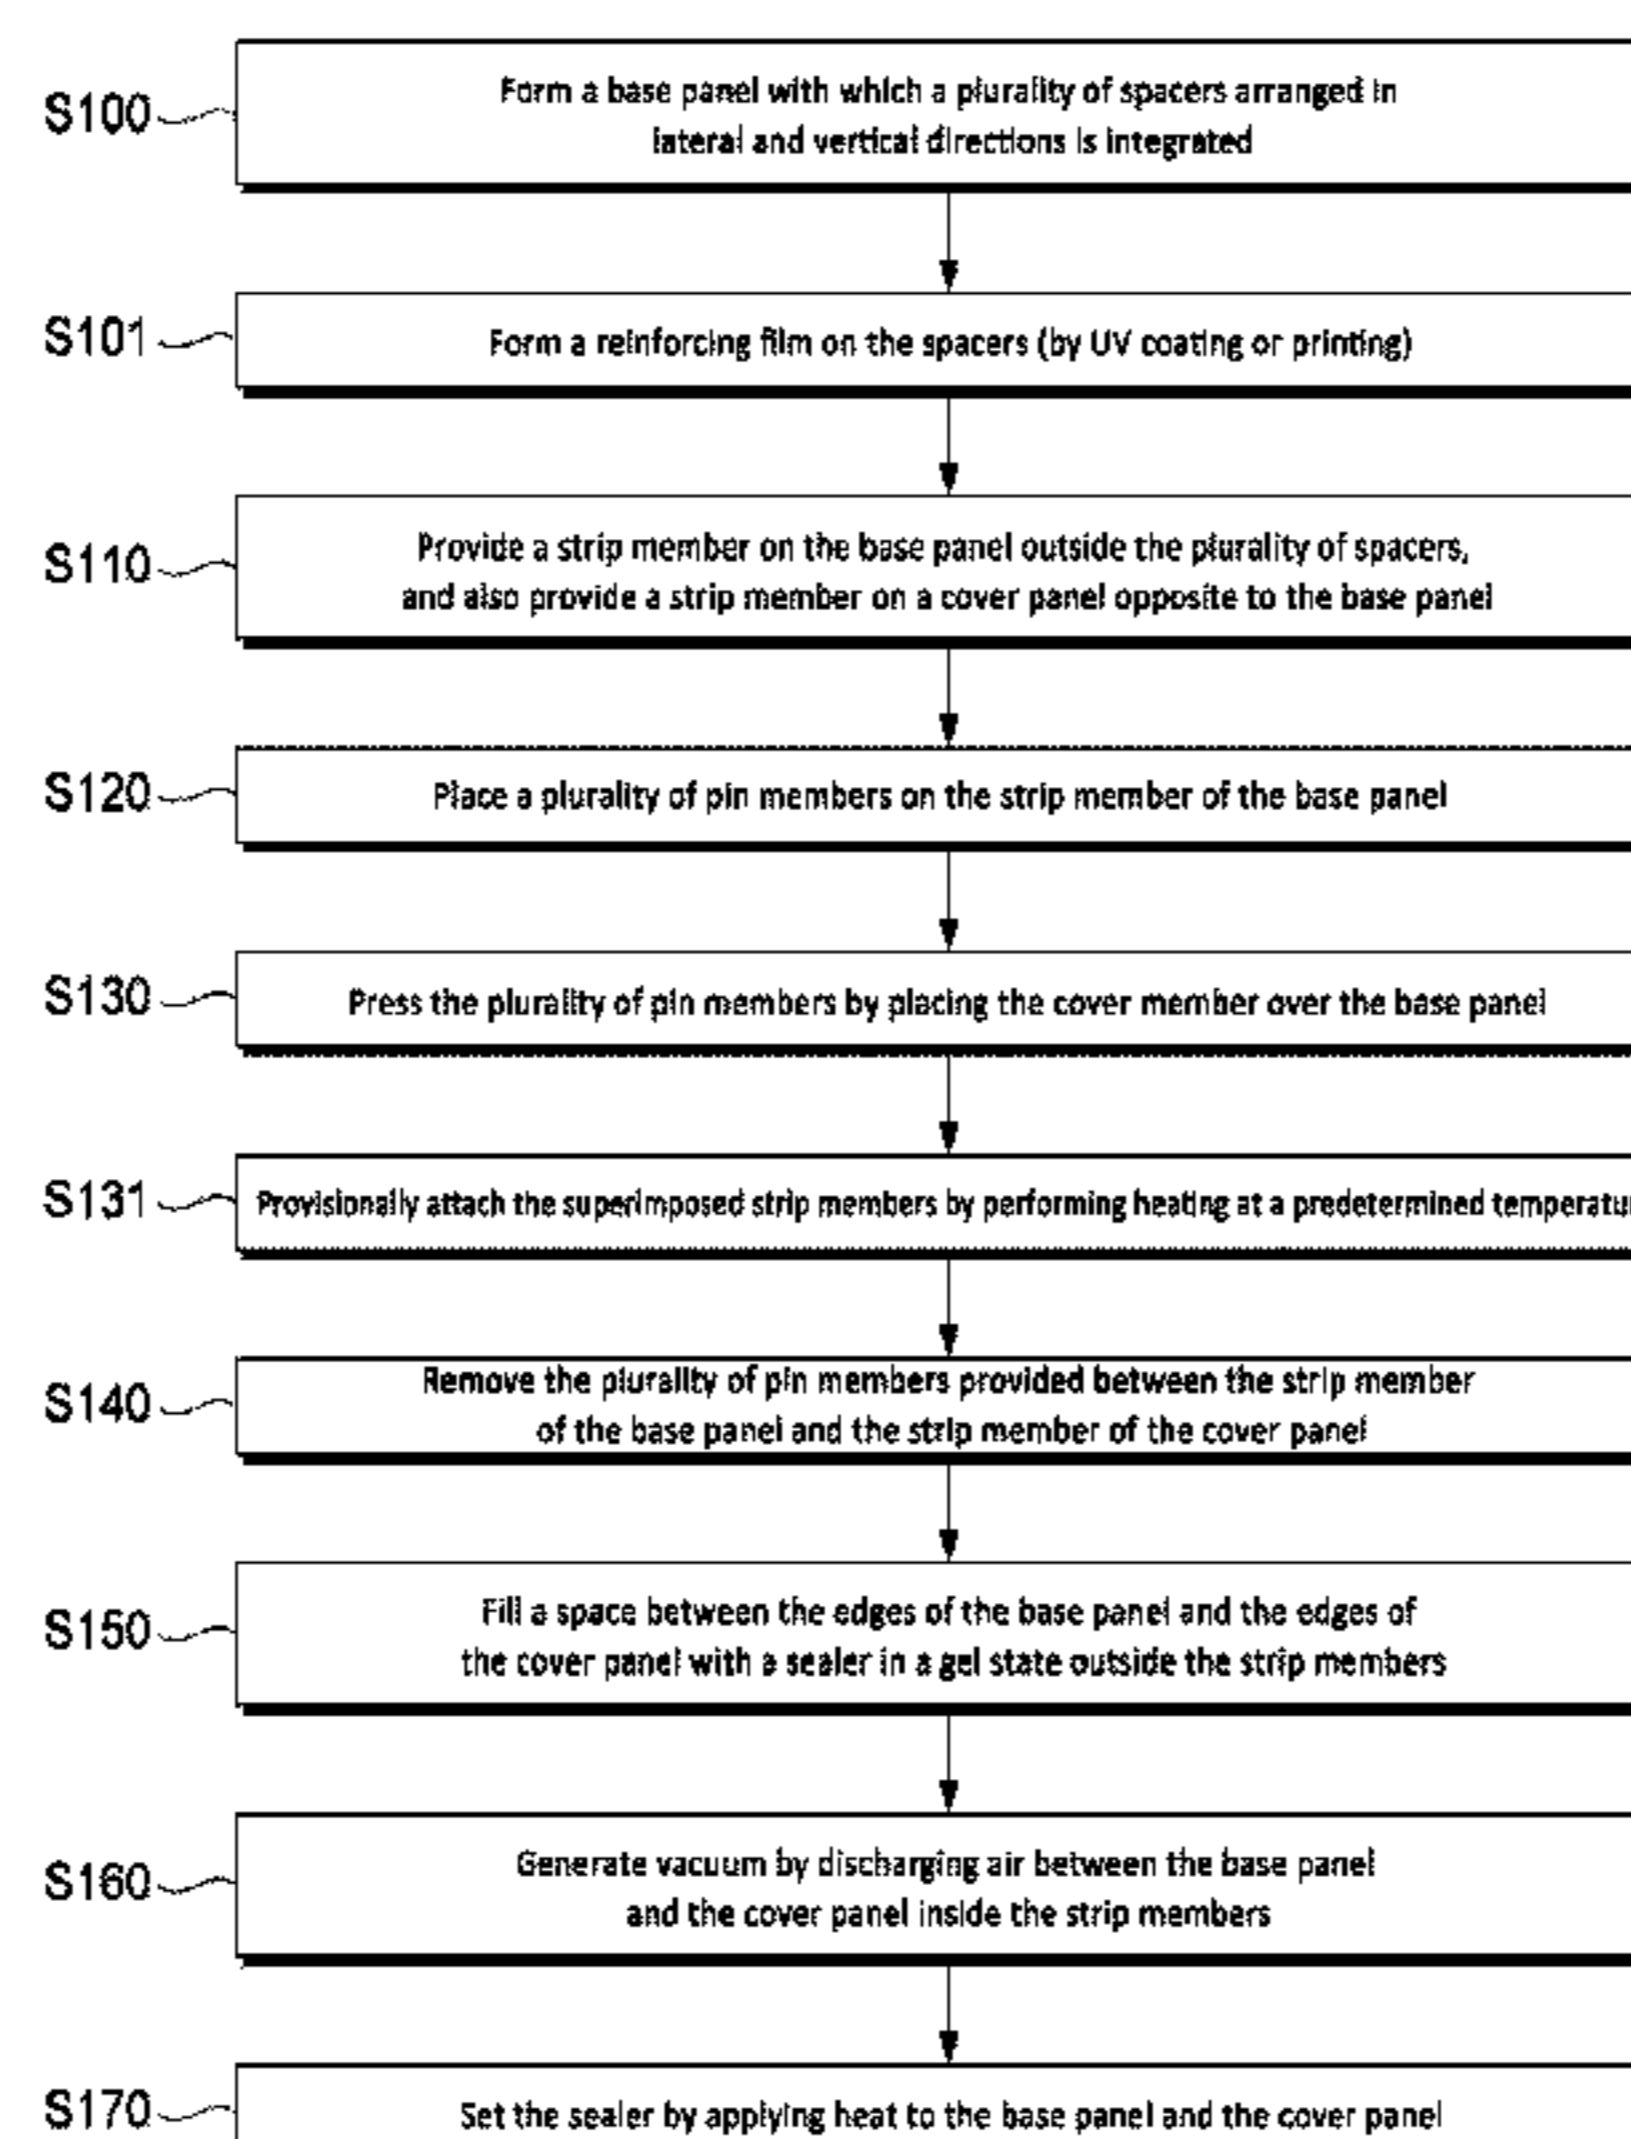 S100
Form a base panel with which a plurality of spacers arranged in
lateral and vertical directions is integrated
S101
Form a reinforcing film on the spacers (by UV coating or printing)
S110
Provide a strip member on the base panel outside the plurality of spacers,
and also provide a strip member on a cover panel opposite to the base panel
S120
Place a plurality of pin members on the strip member of the base panel
S130
Press the plurality of pin members by placing the cover member over the base panel
S131
Provisionally attach the superimposed strip members by performing heating at a predetermined temperatu
S140
Remove the plurality of pin members provided between the strip member
of the base panel and the strip member of the cover panel
S150
Fill a space between the edges of the base panel and the edges of
the cover panel with a sealer in a gel state outside the strip members
S160
Generate vacuum by discharging air between the base panel
and the cover panel inside the strip members
S170
Set the sealer by applying heat to the base panel and the cover panel